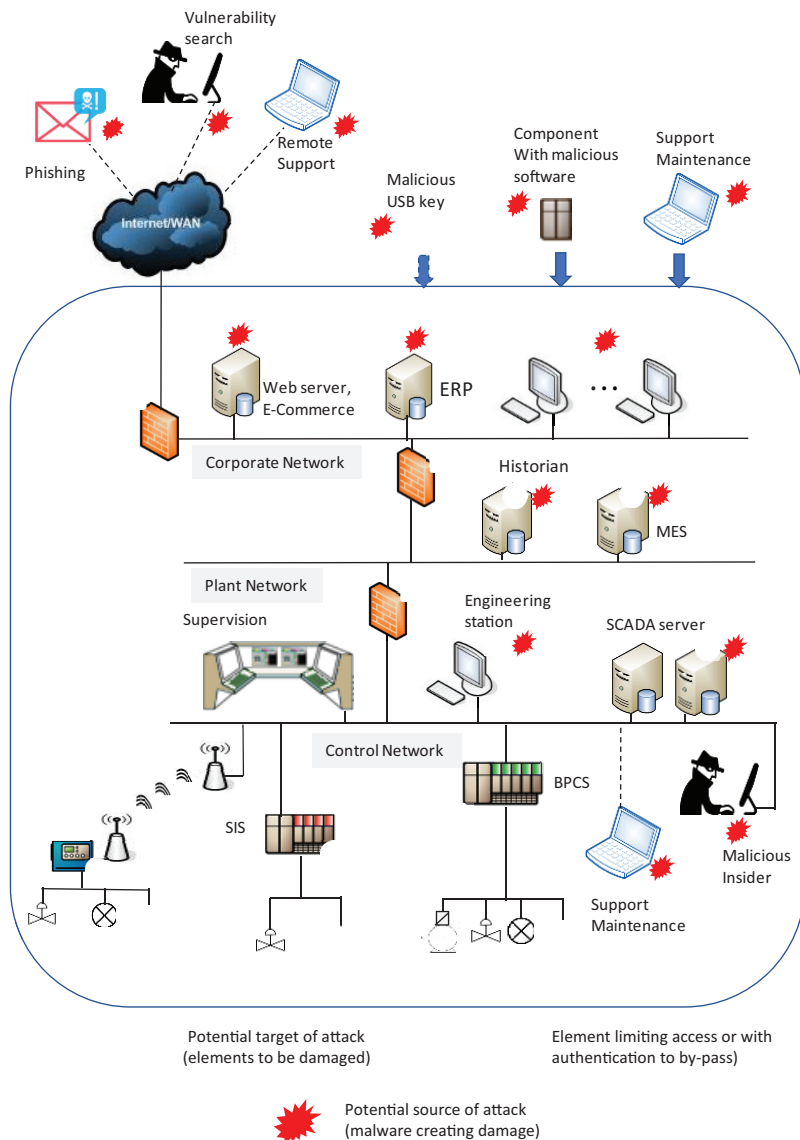 Vulnerability
search
Phishing
Remote
Support
Internet/WAN
Malicious
USB key
Component
With malicious
software
Support
Maintenance
Web server,
E-Commerce
ERP
...
Corporate Network
Historian
MES
Plant Network
Supervision
Engineering
station
SCADA server
Control Network
BPCS
SIS
Malicious
Insider
Support
Maintenance
Potential target of attack
(elements to be damaged)
Element limiting access or with
authentication to by-pass)
Potential source of attack
(malware creating damage)